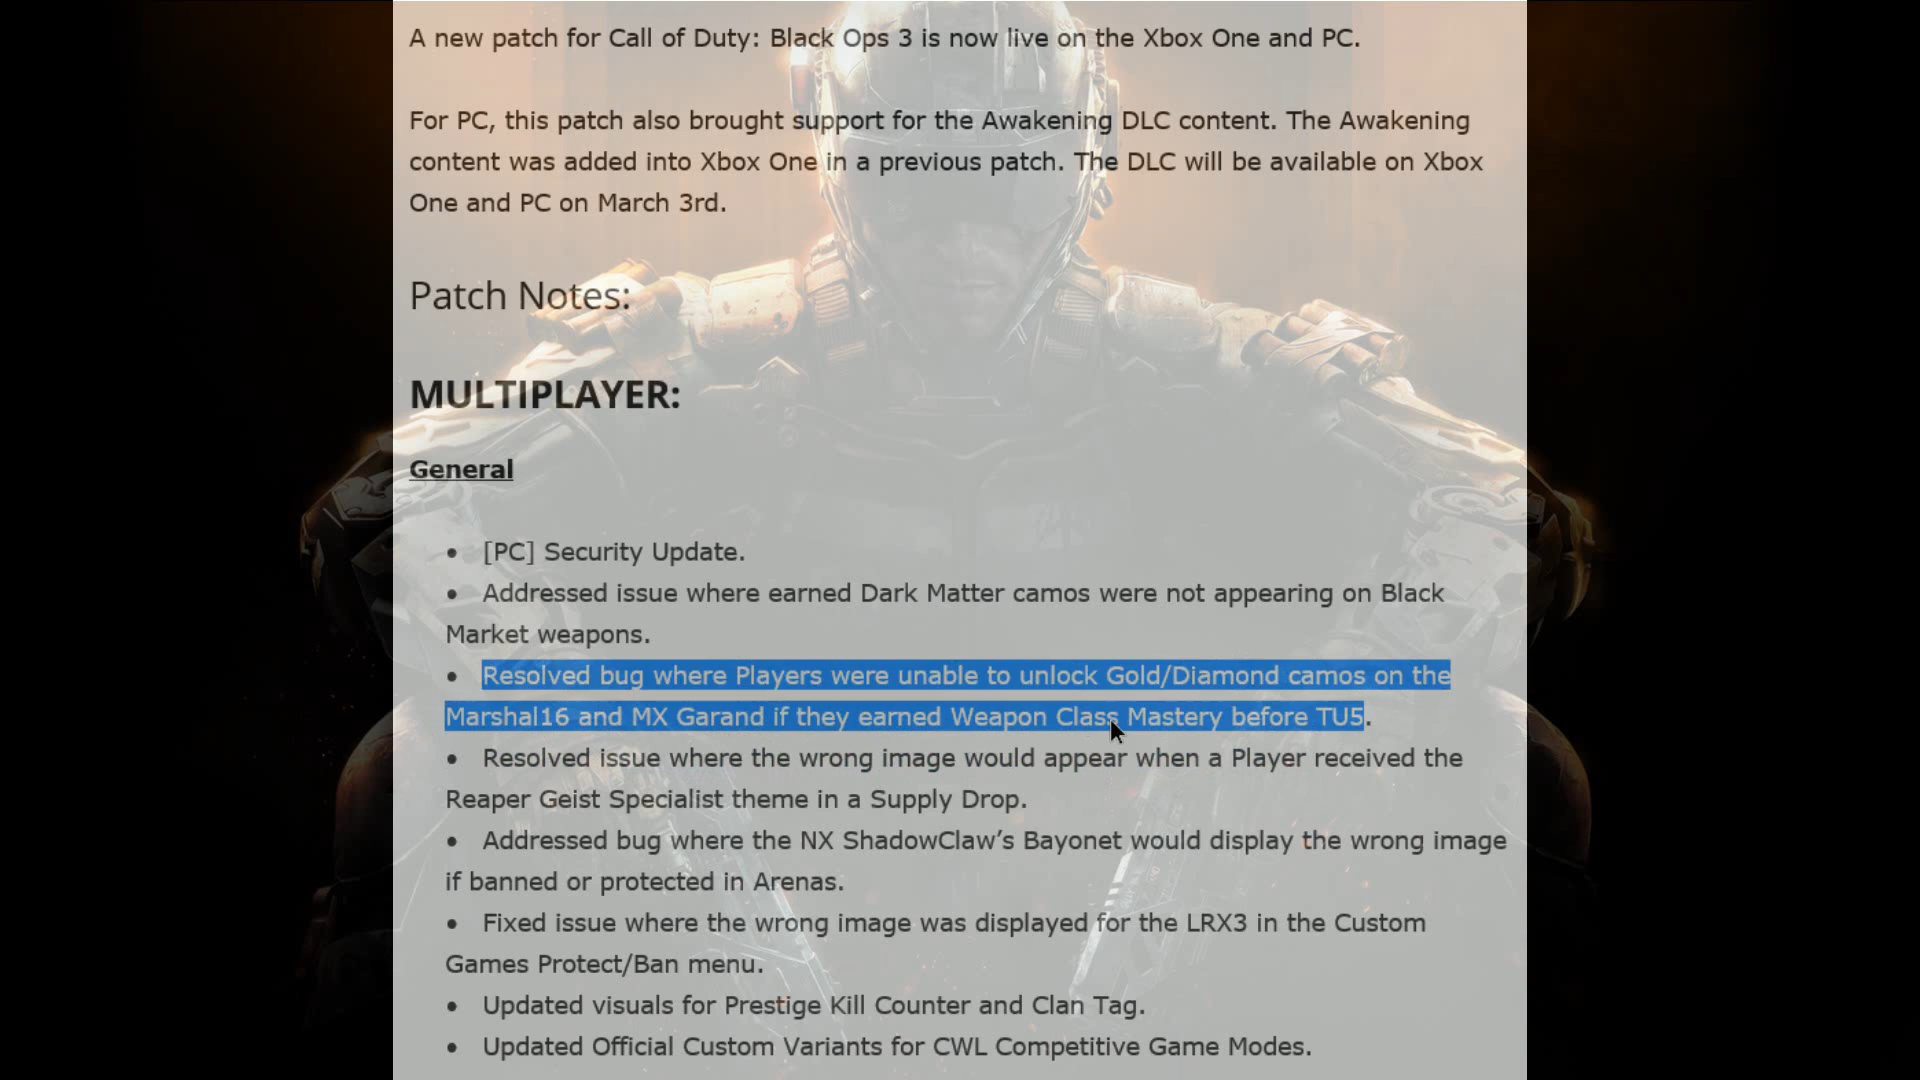 A new patch for Call of Duty: Black Ops 3 is now live on the Xbox One and PC.
For PC, this patch also brought support for the Awakening DLC content. The Awakening
content was added into Xbox One in a previous patch. The DLC will be available on Xbox
One and PC on March 3rd.
Patch Notes:
MULTIPLAYER:
General
• [PC] Security Update.
• Addressed issue where earned Dark Matter camos were not appearing on Black
Market weapons.
• Resolved bug where Players were unable to unlock Gold/Diamond camos on the
Marshal16 and MX Garand if they earned Weapon Class Mastery before TU5.
• Resolved issue where the wrong image would appear when a Player received the
Reaper Geist Specialist theme in a Supply Drop.
• Addressed bug where the NX ShadowClaw’s Bayonet would display the wrong image
if banned or protected in Arenas.
• Fixed issue where the wrong image was displayed for the LRX3 in the Custom
Games Protect/Ban menu.
• Updated visuals for Prestige Kill Counter and Clan Tag.
• Updated Official Custom Variants for CWL Competitive Game Modes.